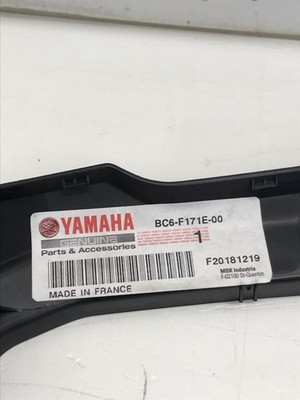 YAMAHA
GENUINE
Parts & Accessories
BC6-F171E-00
1
F20181219
MBK Industrie
F-02100 St-Quentin
MADE IN FRANCE